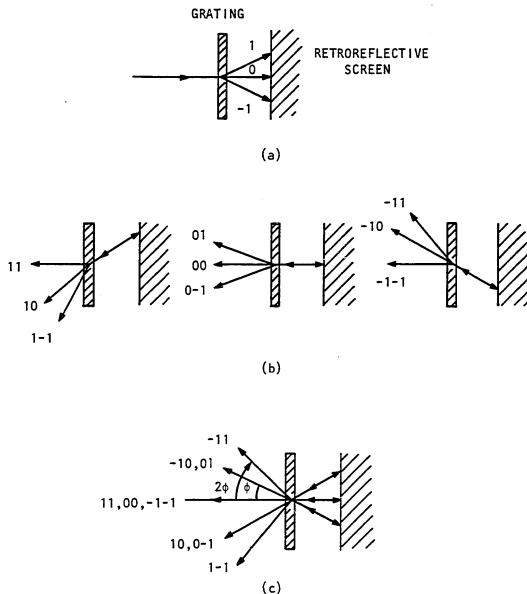 GRATING
1
0
-1
RETROREFLECTIVE
SCREEN
(a)
11
10
1-1
01
00
0-1
-11
-10
-1-1
(b)
-11
-10,01
2φ φ
11,00,-1-1
10,0-1
1-1
(c)